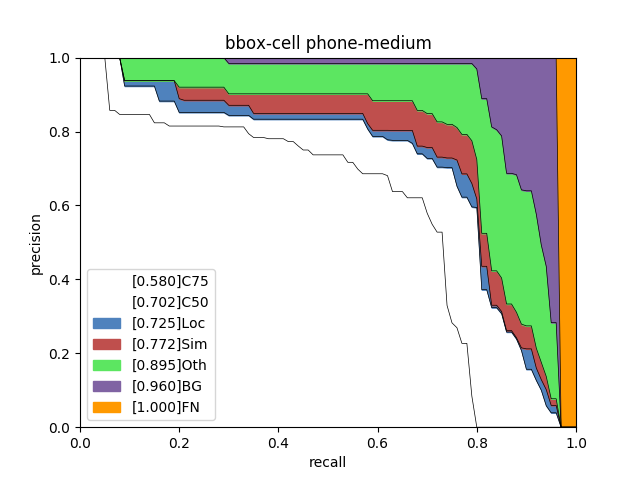 bbox-cell phone-medium
1.0
0.8
0.6
0.4
0.2
0.0
precision
[0.580]C75
[0.702]C50
[0.725]Loc
[0.772]Sim
[0.895]Oth
[0.960]BG
[1.000]FN
0.0 0.2 0.4 0.6 0.8 1.0
recall